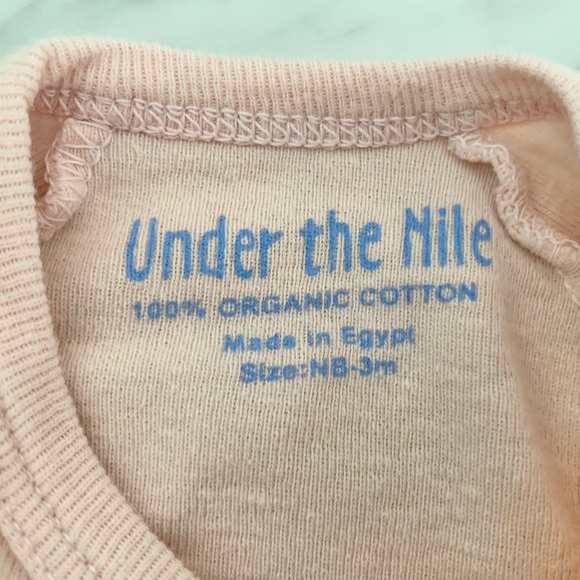 Under the Nile
100% ORGANIC COTTON
Made in Egypt
Size:NB-3m